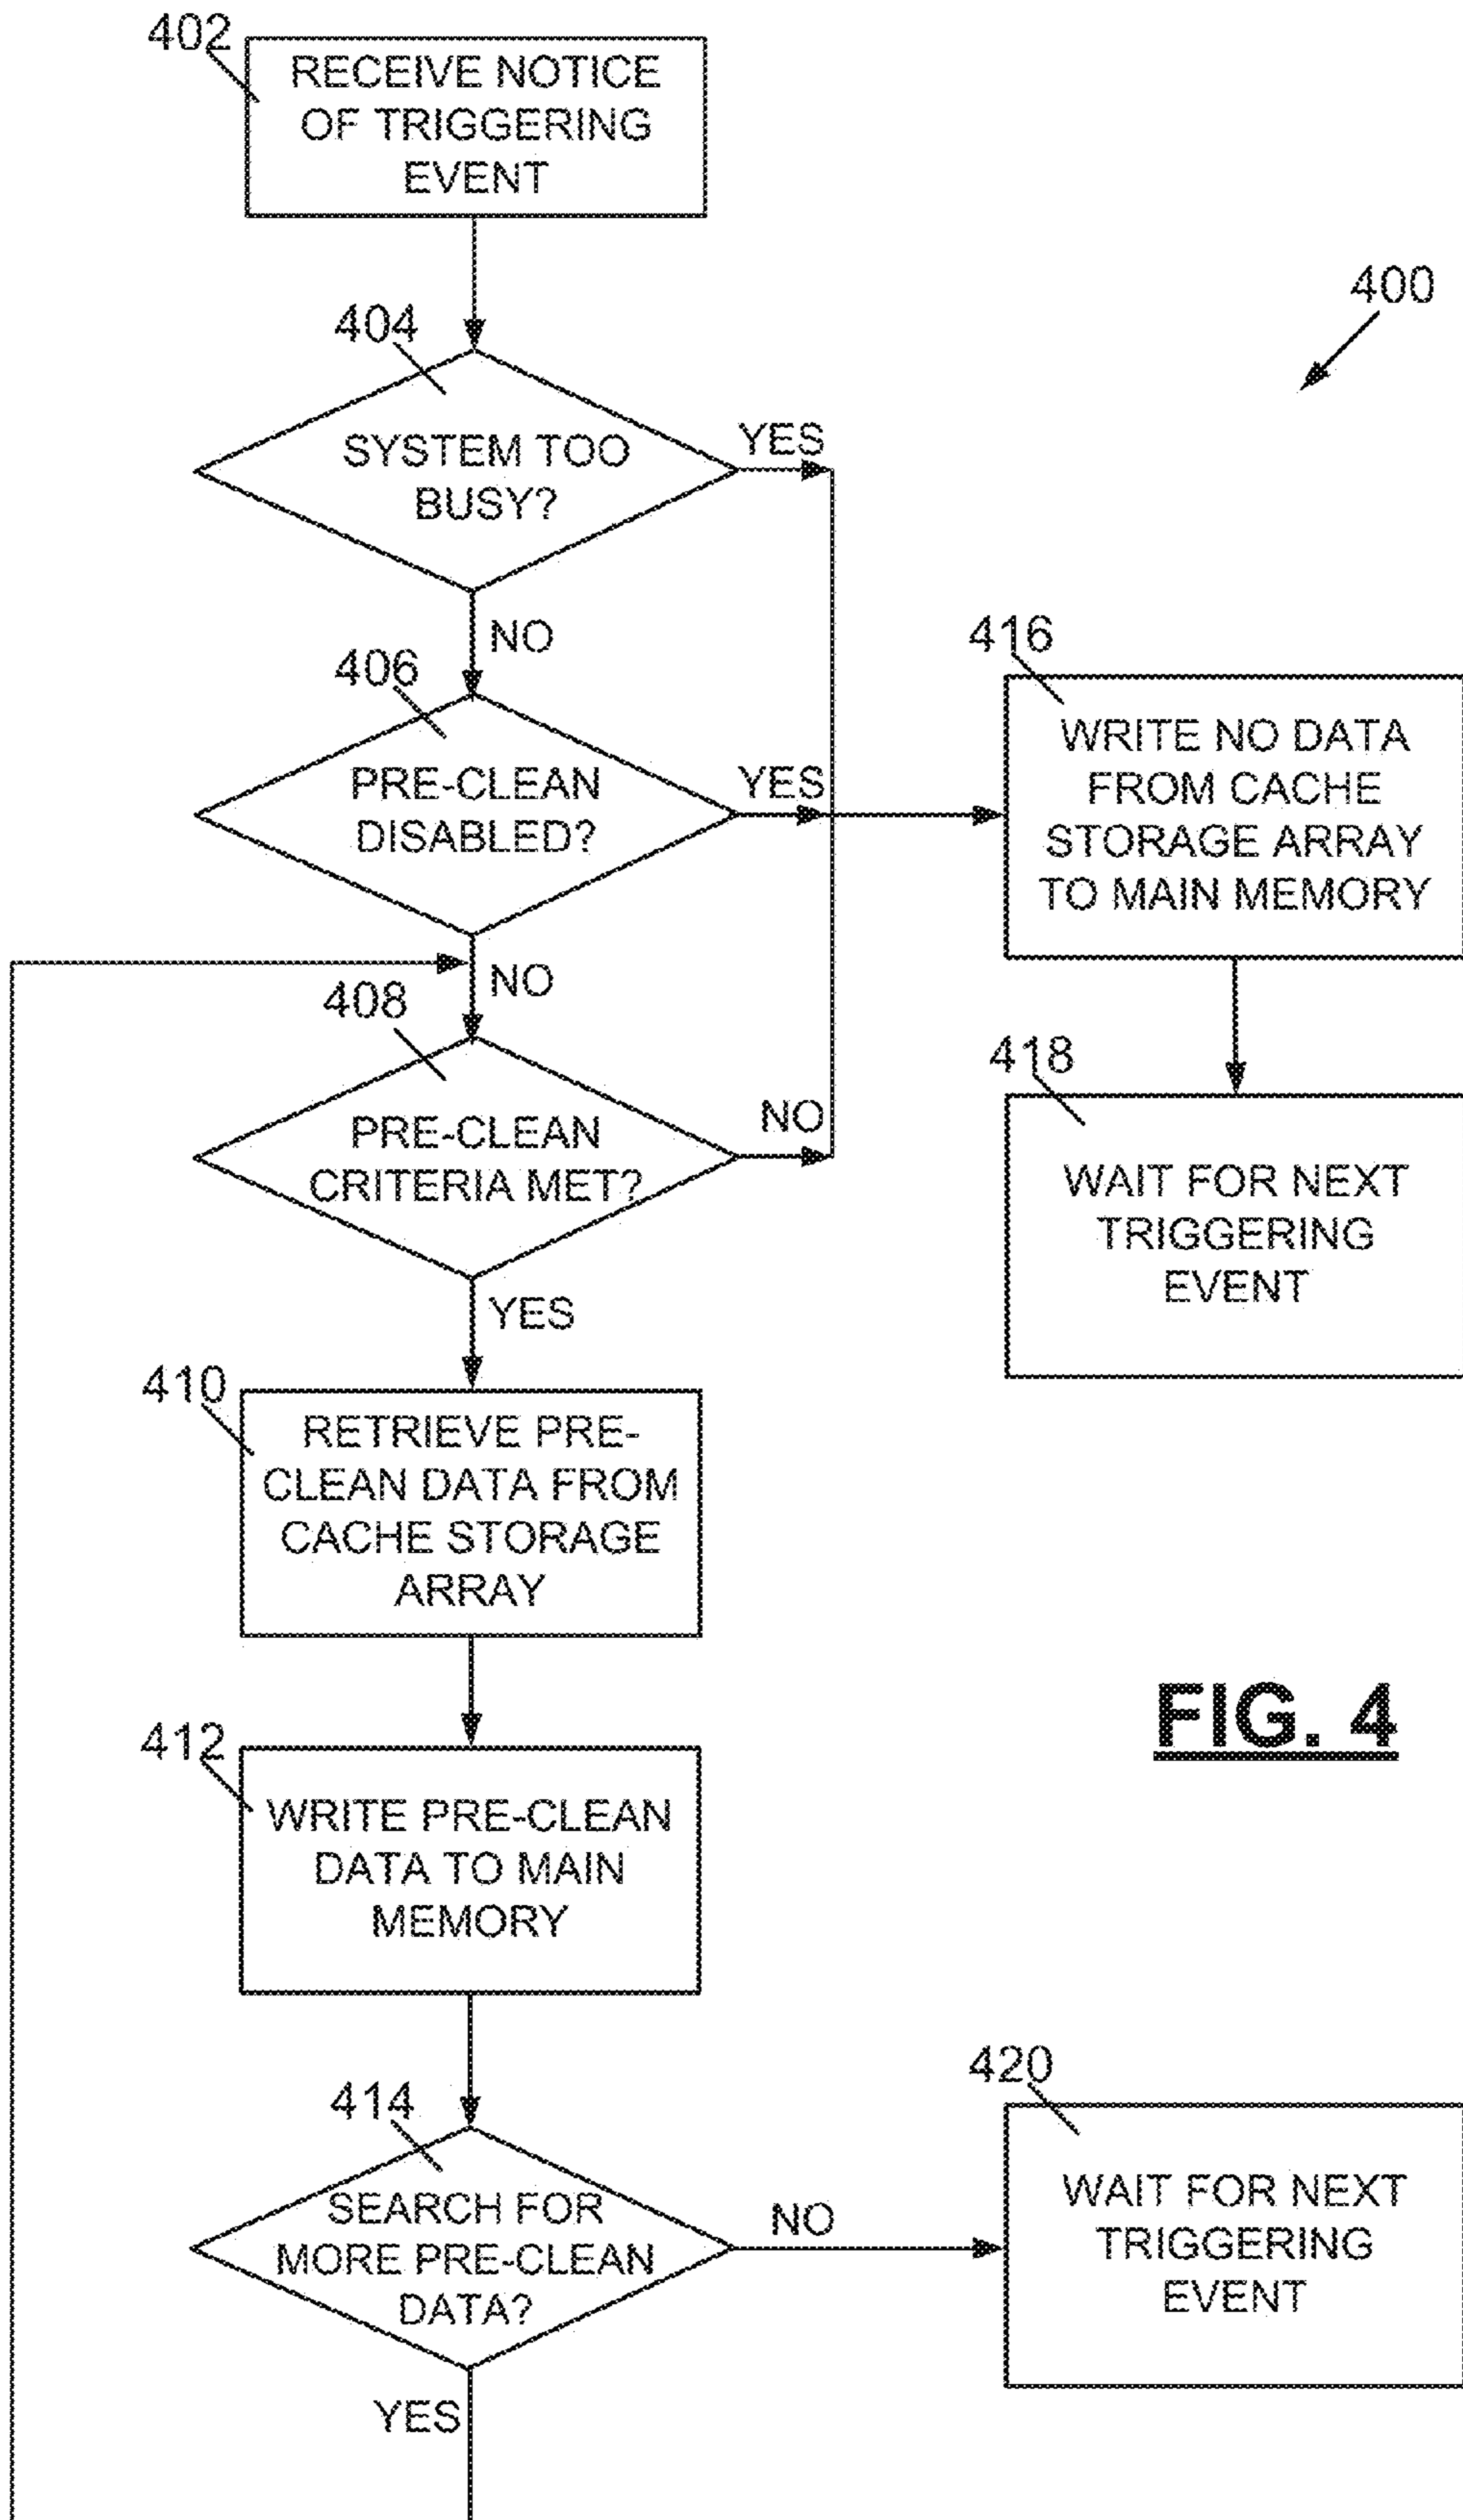 402
RECEIVE NOTICE
OF TRIGGERING
EVENT
400
404
SYSTEM TOO
BUSY?
YES
NO
406
PRE-CLEAN
DISABLED?
YES
416
WRITE NO DATA
FROM CACHE
STORAGE ARRAY
TO MAIN MEMORY
NO
408
PRE-CLEAN
CRITERIA MET?
NO
418
WAIT FOR NEXT
TRIGGERING
EVENT
YES
410
RETRIEVE PRE-
CLEAN DATA FROM
CACHE STORAGE
ARRAY
FIG. 4
412
WRITE PRE-CLEAN
DATA TO MAIN
MEMORY
414
SEARCH FOR
MORE PRE-CLEAN
DATA?
NO
420
WAIT FOR NEXT
TRIGGERING
EVENT
YES